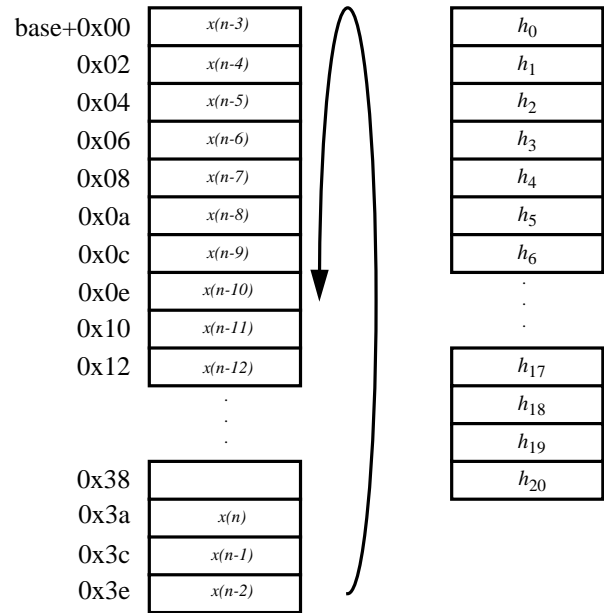 base+0x00 x(n-3) h0
0x02 x(n-4) h1
0x04 x(n-5) h2
0x06 x(n-6) h3
0x08 x(n-7) h4
0x0a x(n-8) h5
0x0c x(n-9) h6
0x0e x(n-10)
0x10 x(n-11)
0x12 x(n-12) h17
h18
h19
0x38 h20
0x3a x(n)
0x3c x(n-1)
0x3e x(n-2)